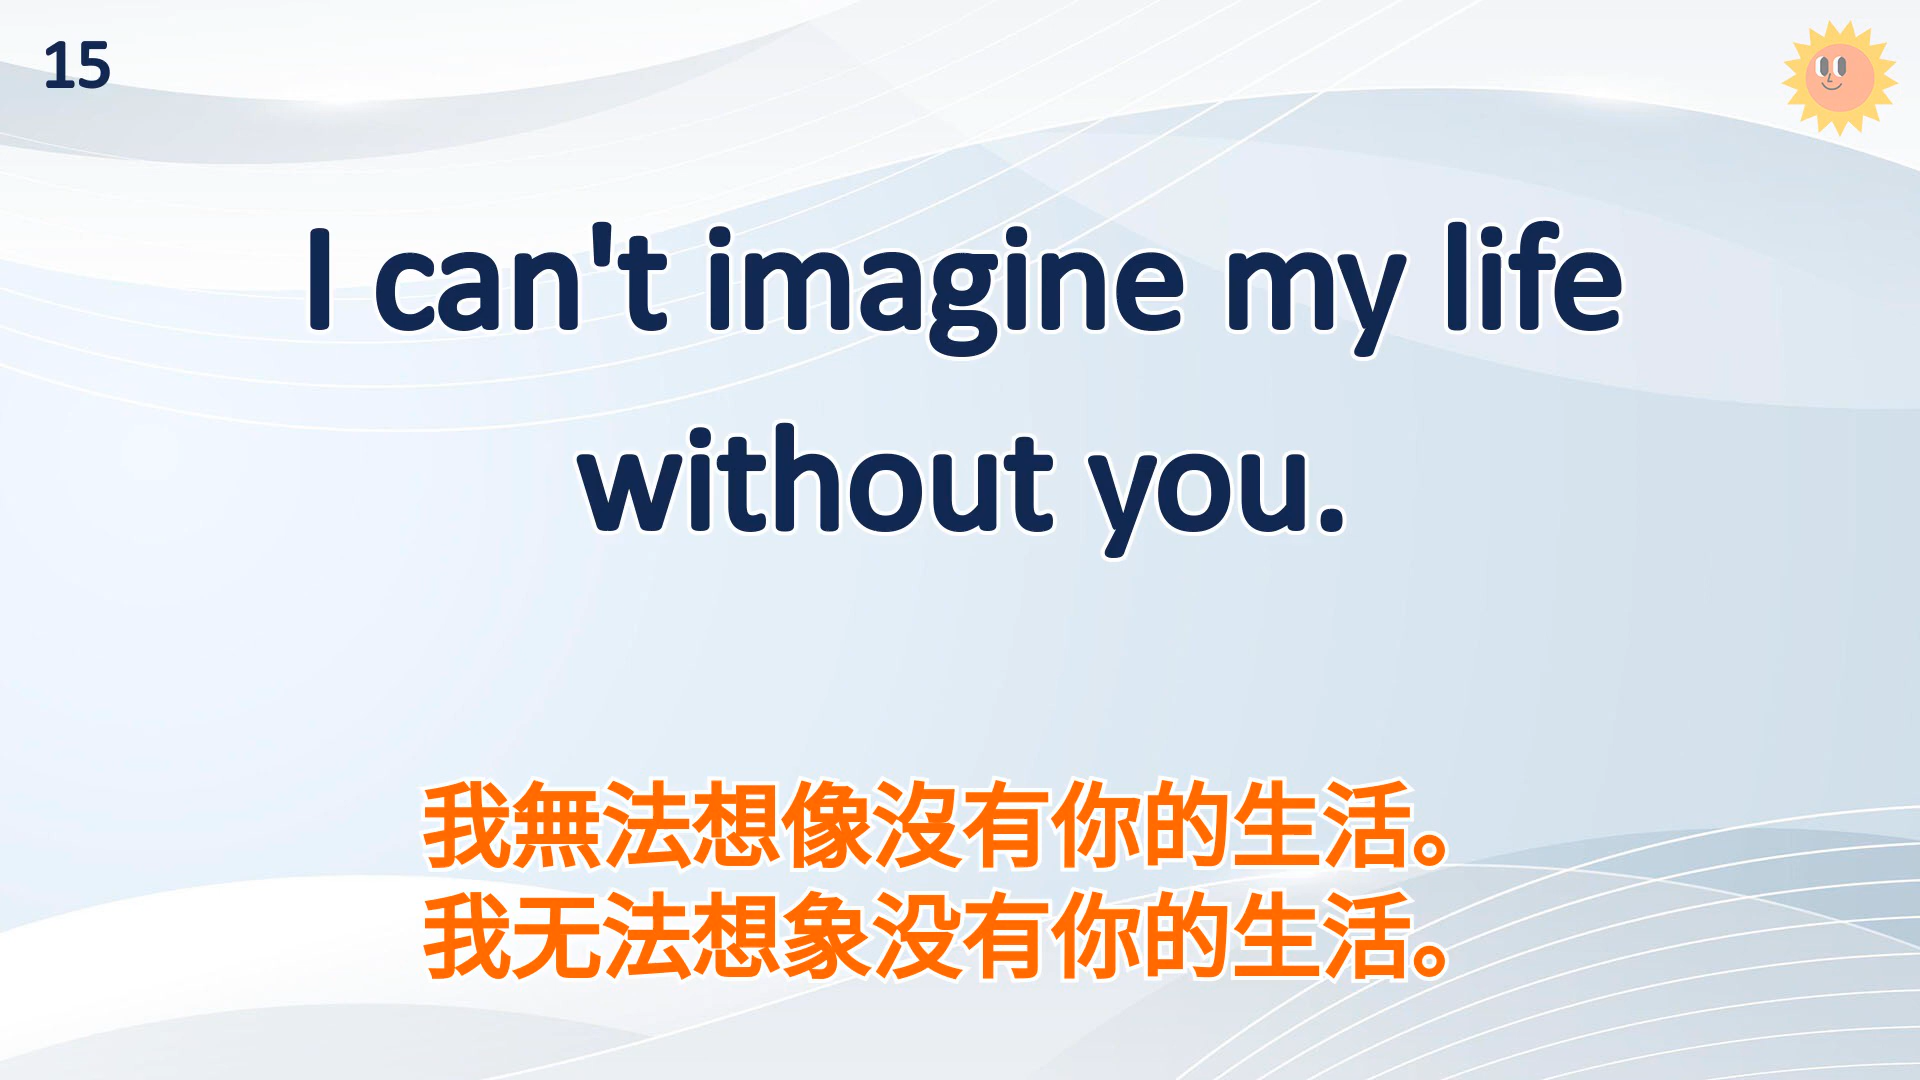 15
I can't imagine my life
without you.
我無法想像沒有你的生活。
我无法想象没有你的生活。